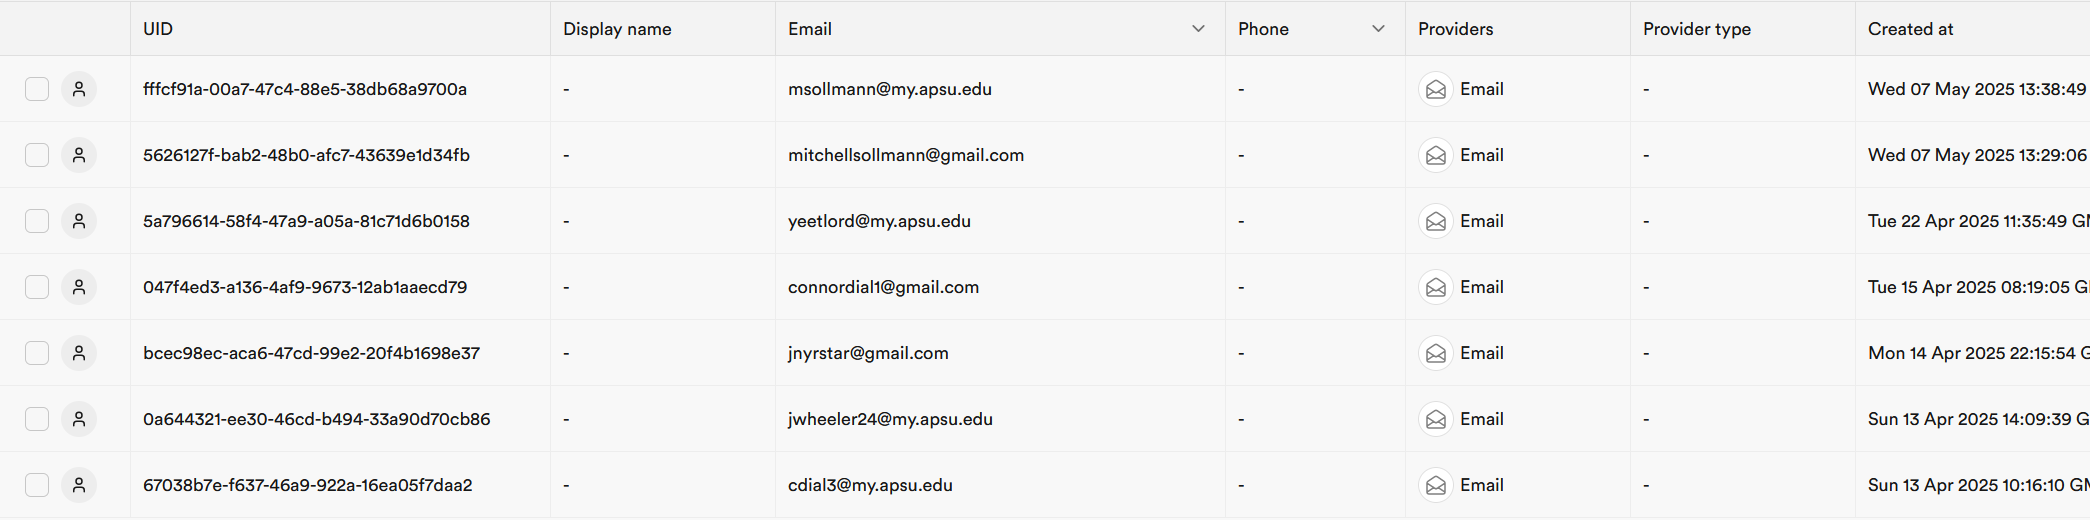 UID Display name Email Phone Providers Provider type Created at
fffcf91a-00a7-47c4-88e5-38db68a9700a - msollmann@my.apsu.edu - Email - Wed 07 May 2025 13:38:49
5626127f-bab2-48b0-afc7-43639e1d34fb - mitchellsollmann@gmail.com - Email - Wed 07 May 2025 13:29:06
5a796614-58f4-47a9-a05a-81c71d6b0158 - yeetlord@my.apsu.edu - Email - Tue 22 Apr 2025 11:35:49 GM
047f4ed3-a136-4af9-9673-12ab1aaecd79 - connordial1@gmail.com - Email - Tue 15 Apr 2025 08:19:05 G
bcec98ec-aca6-47cd-99e2-20f4b1698e37 - jnyrstar@gmail.com - Email - Mon 14 Apr 2025 22:15:54 G
0a644321-ee30-46cd-b494-33a90d70cb86 - jwheeler24@my.apsu.edu - Email - Sun 13 Apr 2025 14:09:39 G
67038b7e-f637-46a9-922a-16ea05f7daa2 - cdial3@my.apsu.edu - Email - Sun 13 Apr 2025 10:16:10 GM